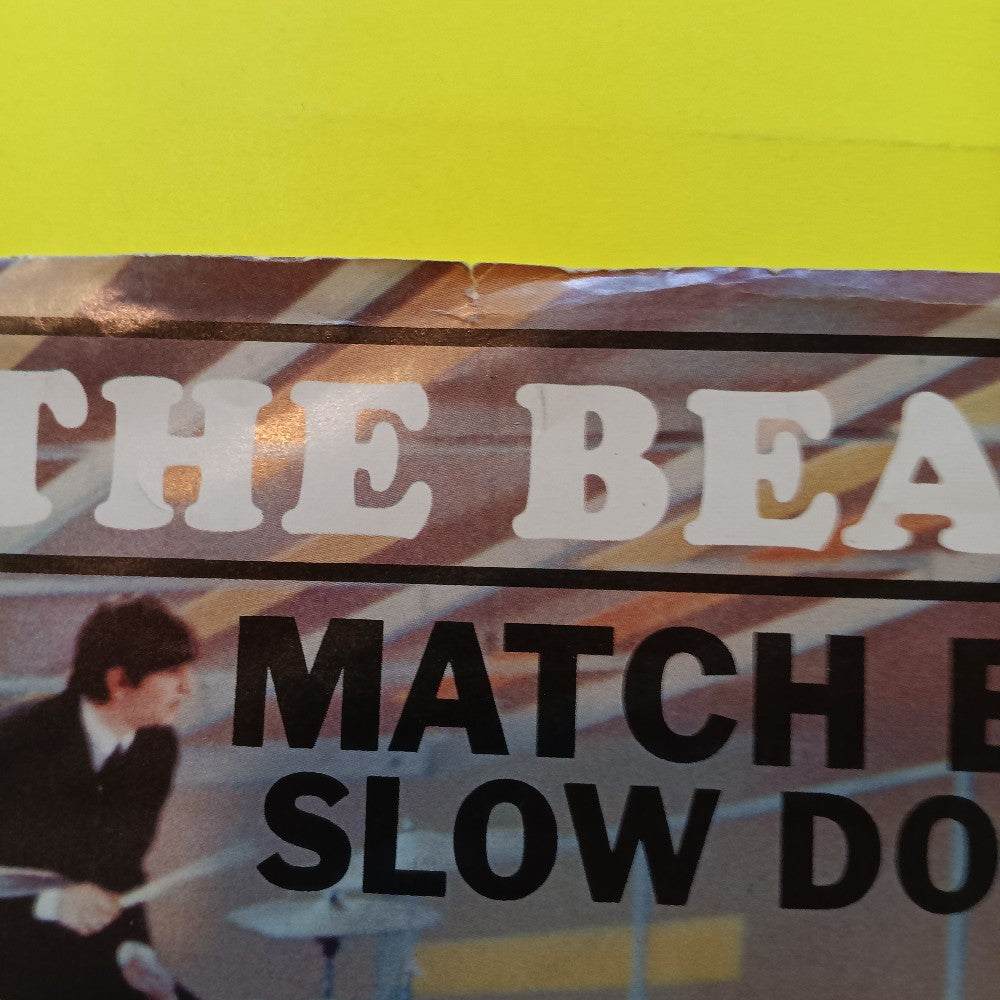 THE BEA
MATCH B
SLOW DO